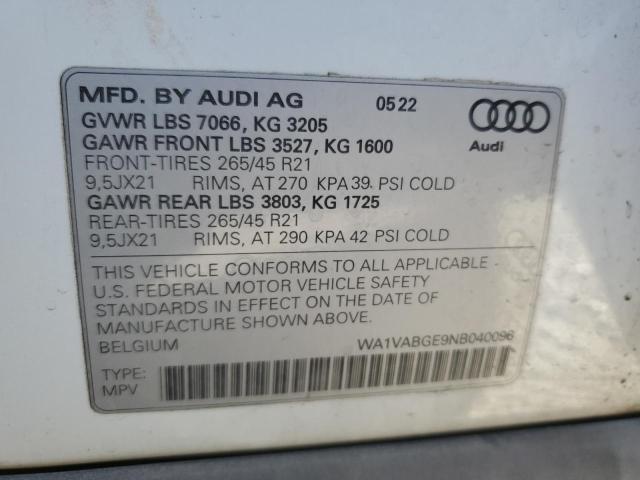 MFD. BY AUDI AG 0522
GVWR LBS 7066, KG 3205
GAWR FRONT LBS 3527, KG 1600
FRONT-TIRES 265/45 R21
9,5JX21 RIMS, AT 270 KPA 39 PSI COLD
GAWR REAR LBS 3803, KG 1725
REAR-TIRES 265/45 R21
9,5JX21 RIMS, AT 290 KPA 42 PSI COLD
Audi
THIS VEHICLE CONFORMS TO ALL APPLICABLE
U.S. FEDERAL MOTOR VEHICLE SAFETY
STANDARDS IN EFFECT ON THE DATE OF
MANUFACTURE SHOWN ABOVE.
BELGIUM WA1VABGE9NB040096
TYPE:
MPV